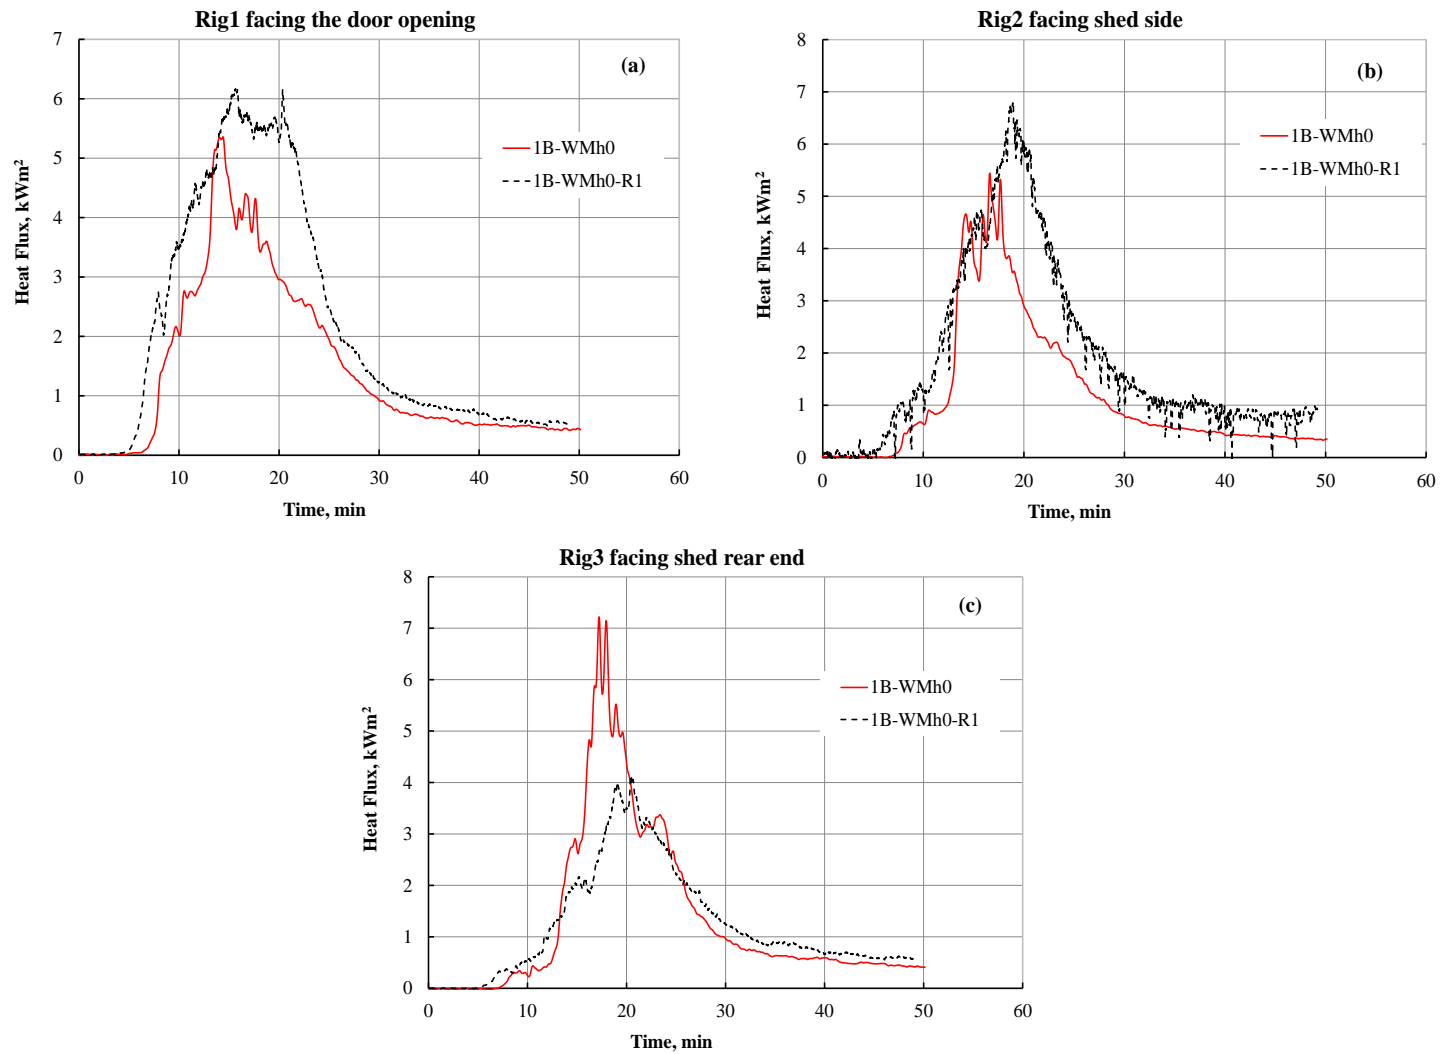 Rig1 facing the door opening
7
6
5
4
3
2
1
0
0 10 20 30 40 50 60
Heat Flux, kWm²
Time, min
(a)
1B-WMh0
1B-WMh0-R1
Rig2 facing shed side
8
7
6
5
4
3
2
1
0
0 10 20 30 40 50 60
Heat Flux, kWm²
Time, min
(b)
1B-WMh0
1B-WMh0-R1
Rig3 facing shed rear end
8
7
6
5
4
3
2
1
0
0 10 20 30 40 50 60
Heat Flux, kWm²
Time, min
(c)
1B-WMh0
1B-WMh0-R1